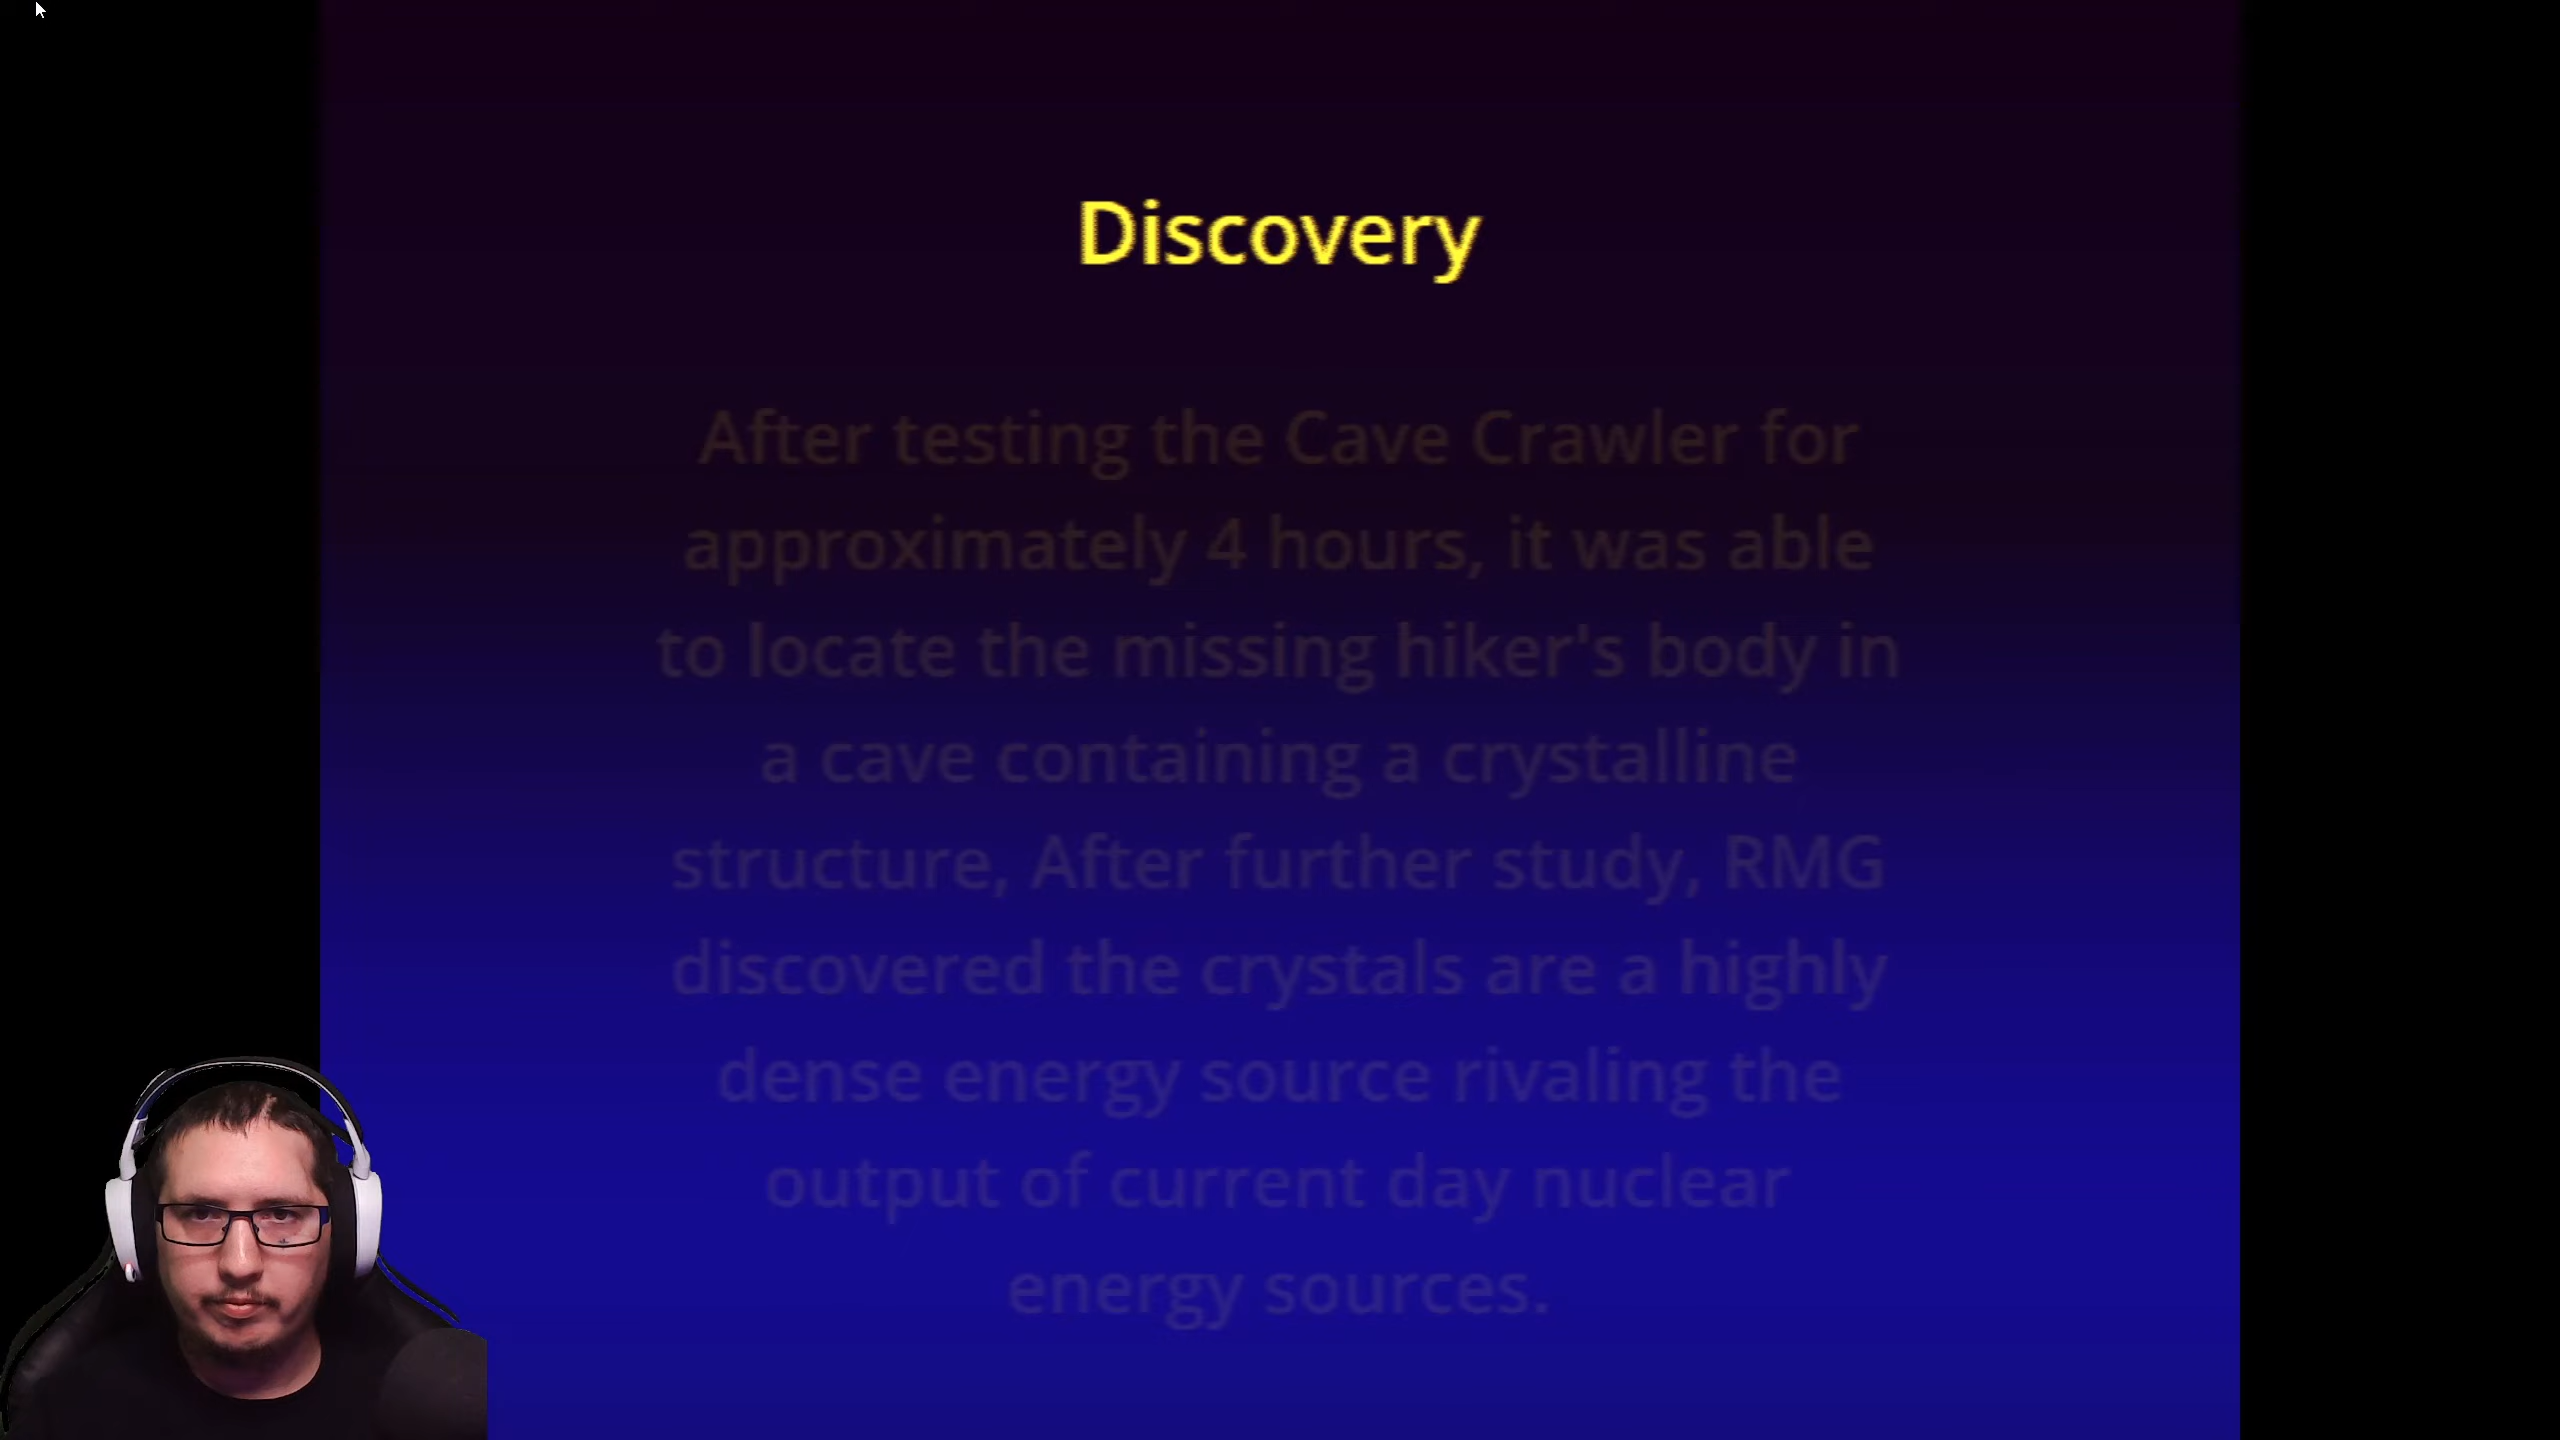 Discovery
After testing the Cave Crawler for
approximately 4 hours, it was able
to locate the missing hiker's body in
a cave containing a crystalline
structure, After further study, RMG
discovered the crystals are a highly
dense energy source rivaling the
output of current day nuclear
energy sources.